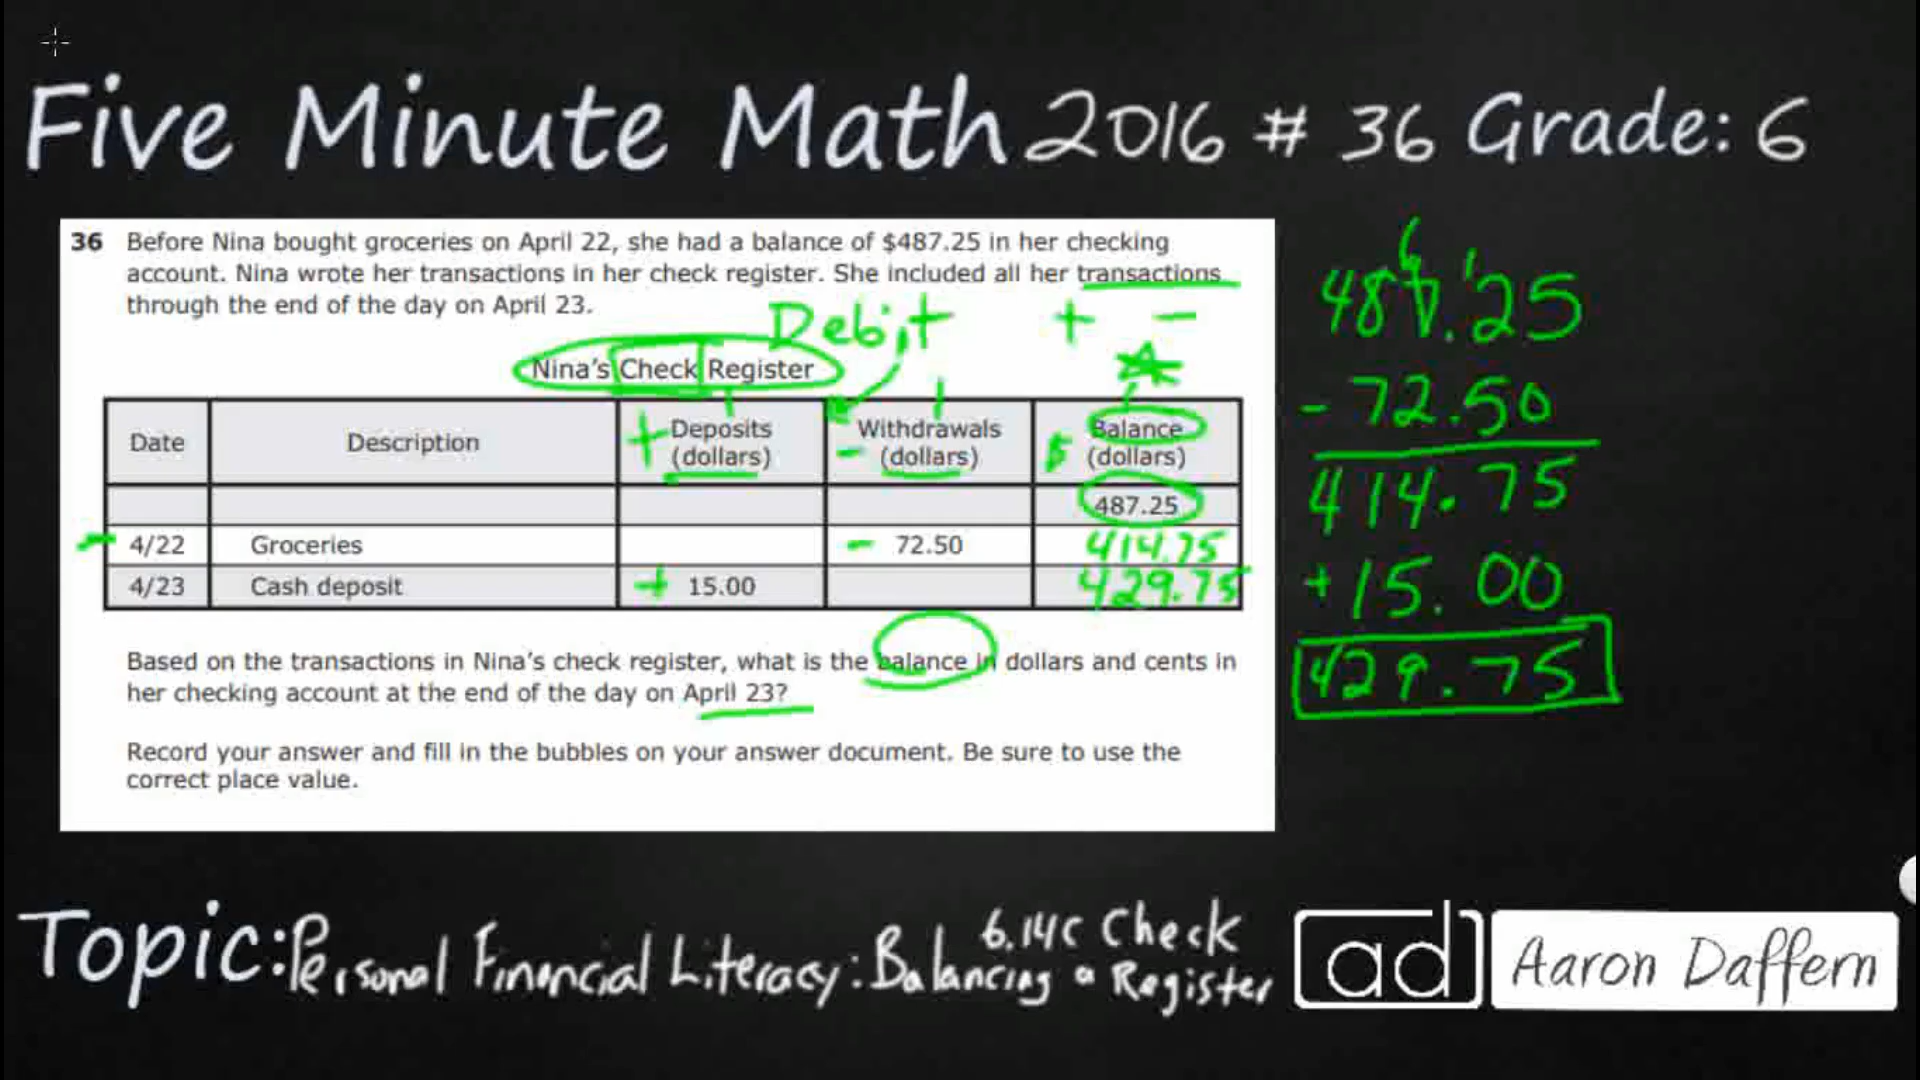 Five Minute Math 2016 # 36 Grade: 6
36 Before Nina bought groceries on April 22, she had a balance of $487.25 in her checking
account. Nina wrote her transactions in her check register. She included all her transactions
through the end of the day on April 23.
Debit + −
Nina's Check Register
Date Description + Deposits (dollars) − Withdrawals (dollars) $ Balance (dollars)
487.25
− 4/22 Groceries − 72.50 414.75
4/23 Cash deposit + 15.00 429.75
Based on the transactions in Nina's check register, what is the balance in dollars and cents in
her checking account at the end of the day on April 23?
Record your answer and fill in the bubbles on your answer document. Be sure to use the
correct place value.
6 1
487.25
- 72.50
414.75
+ 15.00
429.75
Topic: Personal Financial Literacy: Balancing a Check Register
6.14C
ad Aaron Daffern